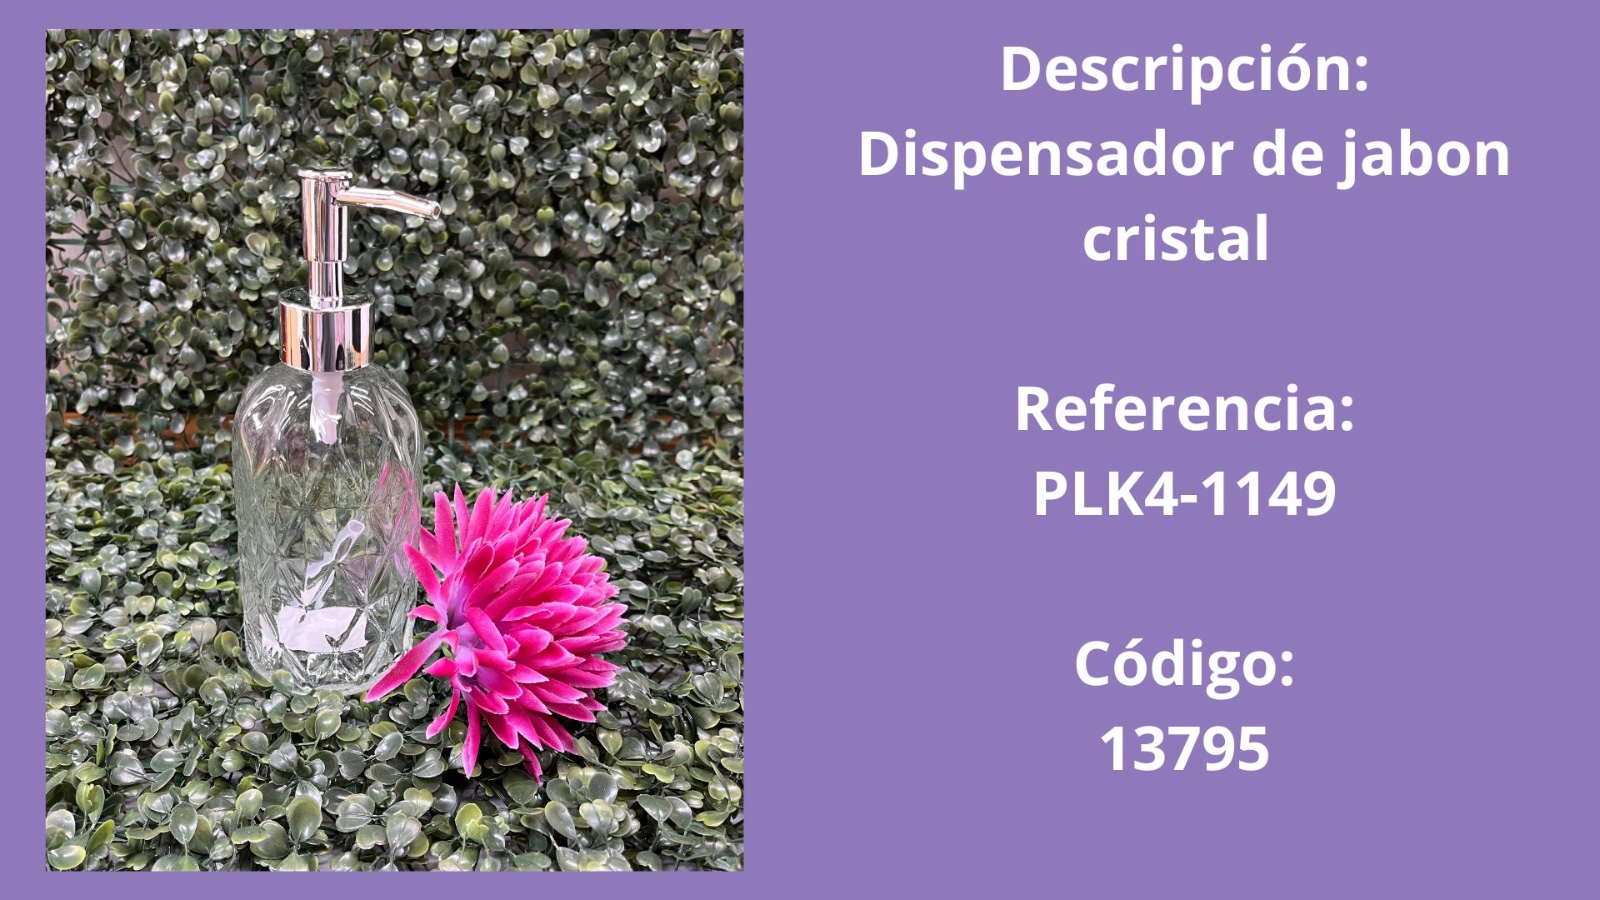 Descripción:
Dispensador de jabon
cristal
Referencia:
PLK4-1149
Código:
13795